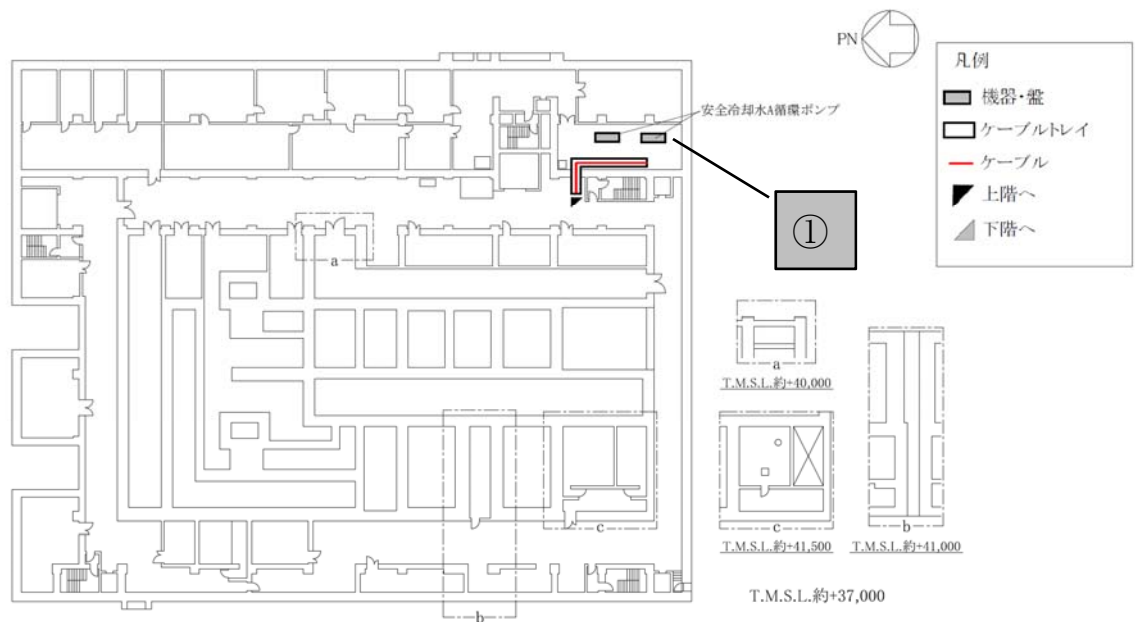 PN
凡例
機器・盤
ケーブルトレイ
ケーブル
上階へ
下階へ
安全冷却水A循環ポンプ
①
a
a
T.M.S.L.約+40,000
c
c
T.M.S.L.約+41,500
b
T.M.S.L.約+41,000
T.M.S.L.約+37,000
b